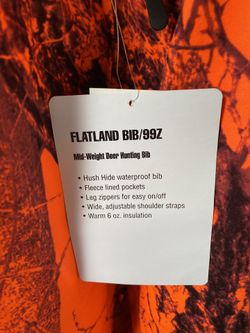 FLATLAND BIB/99Z
Mid-Weight Deer Hunting Bib
• Hush Hide waterproof bib
• Fleece lined pockets
• Leg zippers for easy on/off
• Wide, adjustable shoulder straps
• Warm 6 oz. insulation